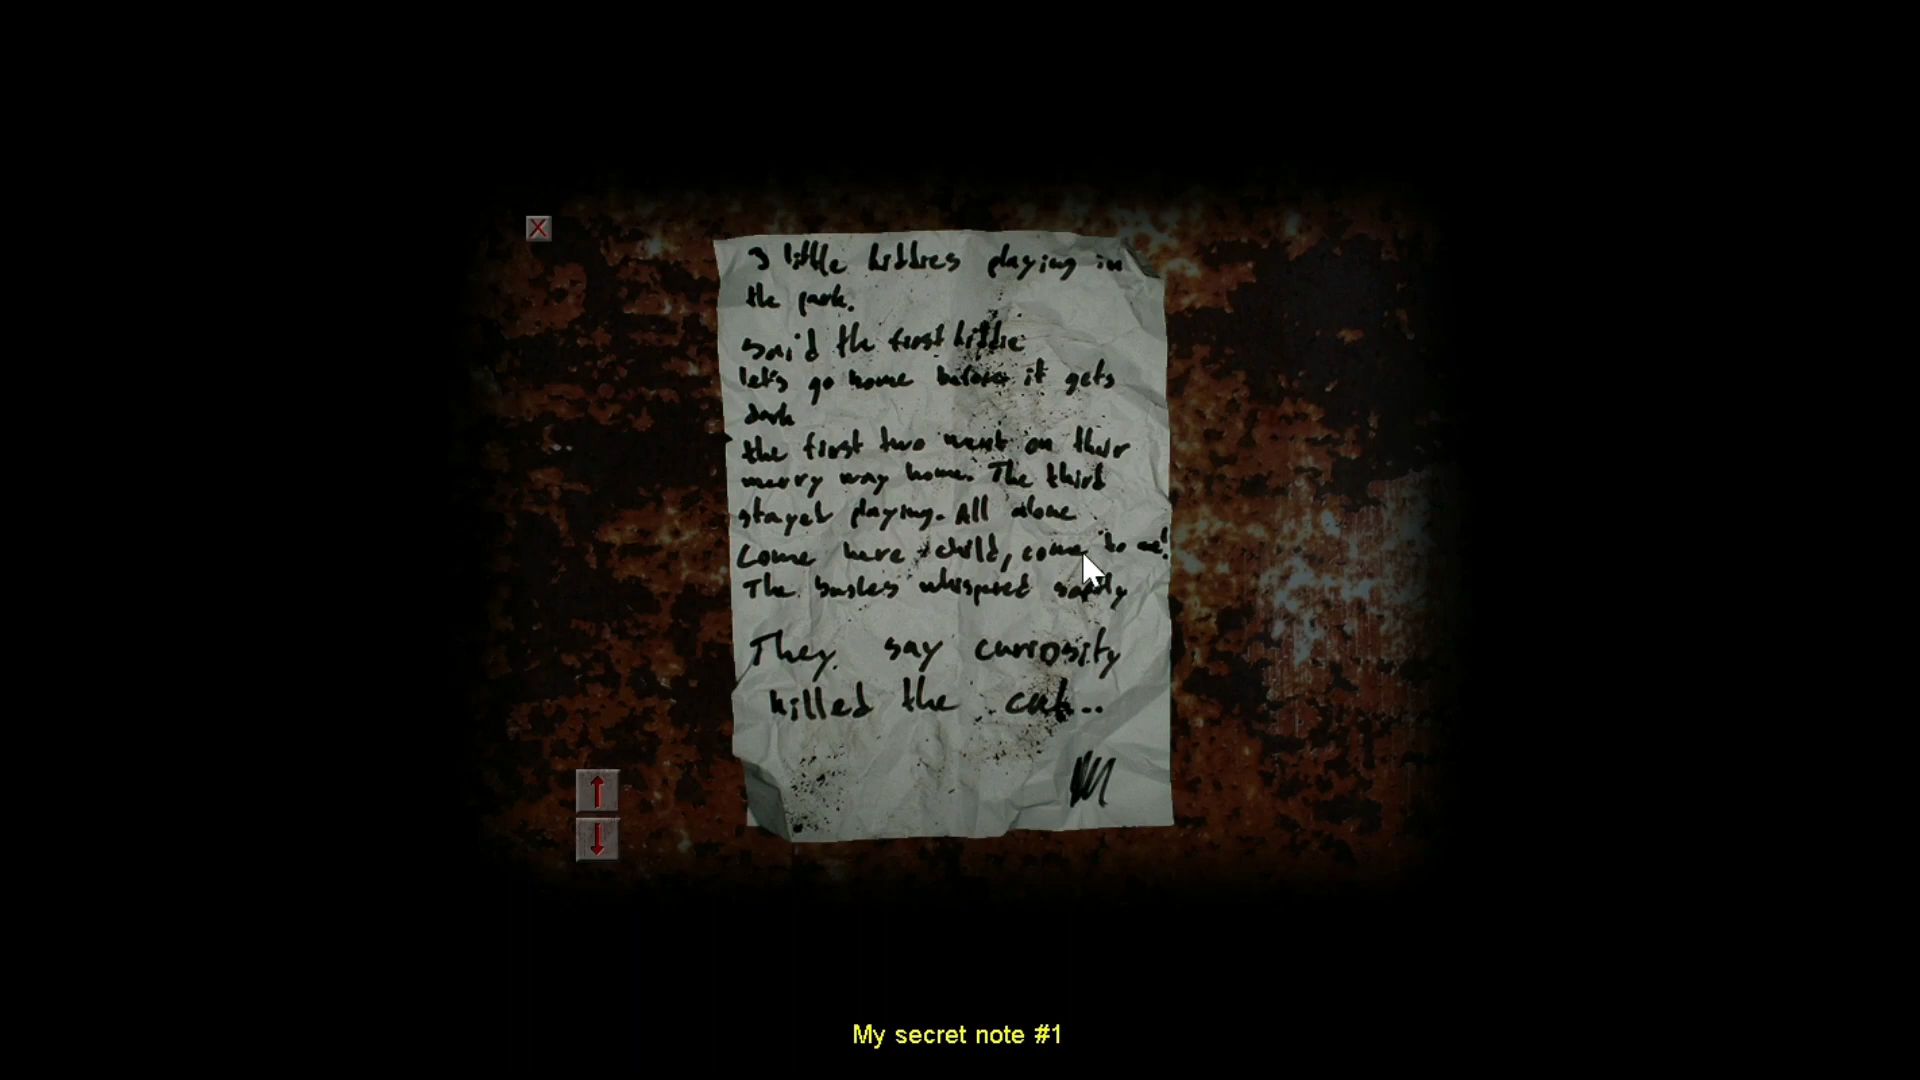 3 little kiddies playing in
the park.
said the first kiddie
let's go home before it gets
dark
the first two went on their
merry way home. The third
stayed playing. All alone
Come here child, come to me!
The bushes whispered softly
They say curiosity
killed the cat..
My secret note #1